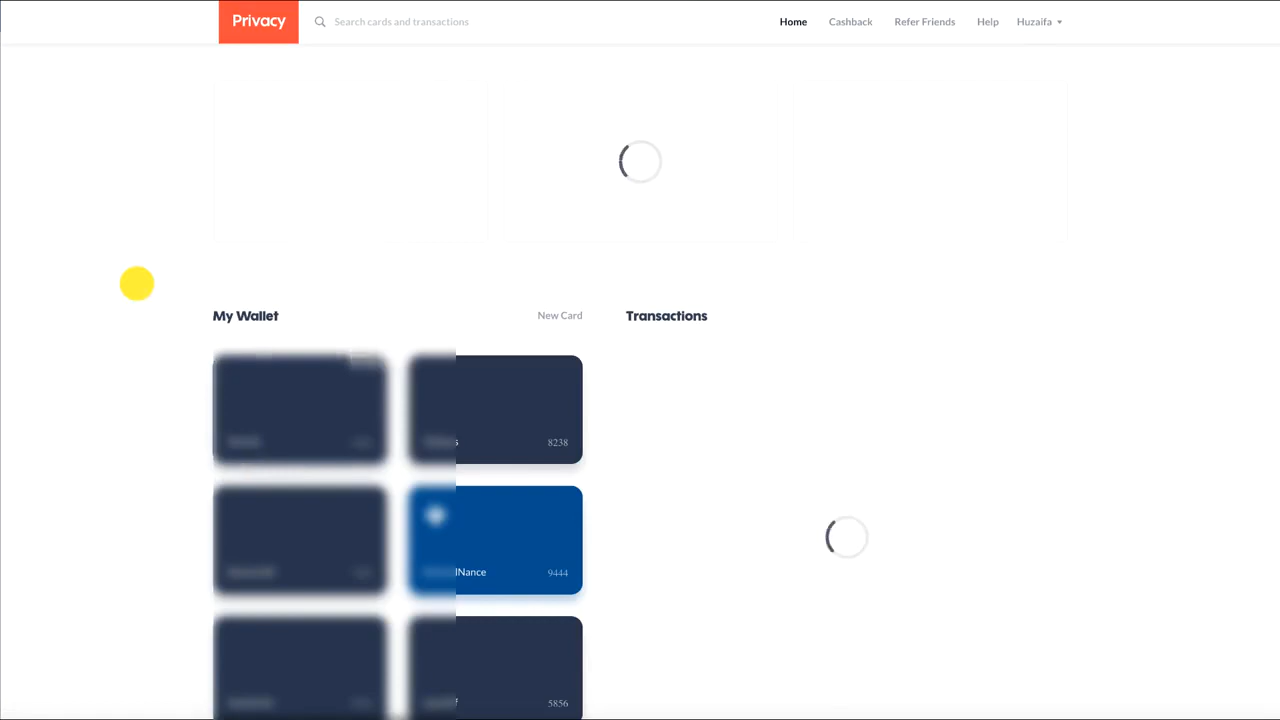 Privacy
Search cards and transactions
Home
Cashback
Refer Friends
Help
Huzaifa
My Wallet
New Card
Transactions
8238
9444
5856